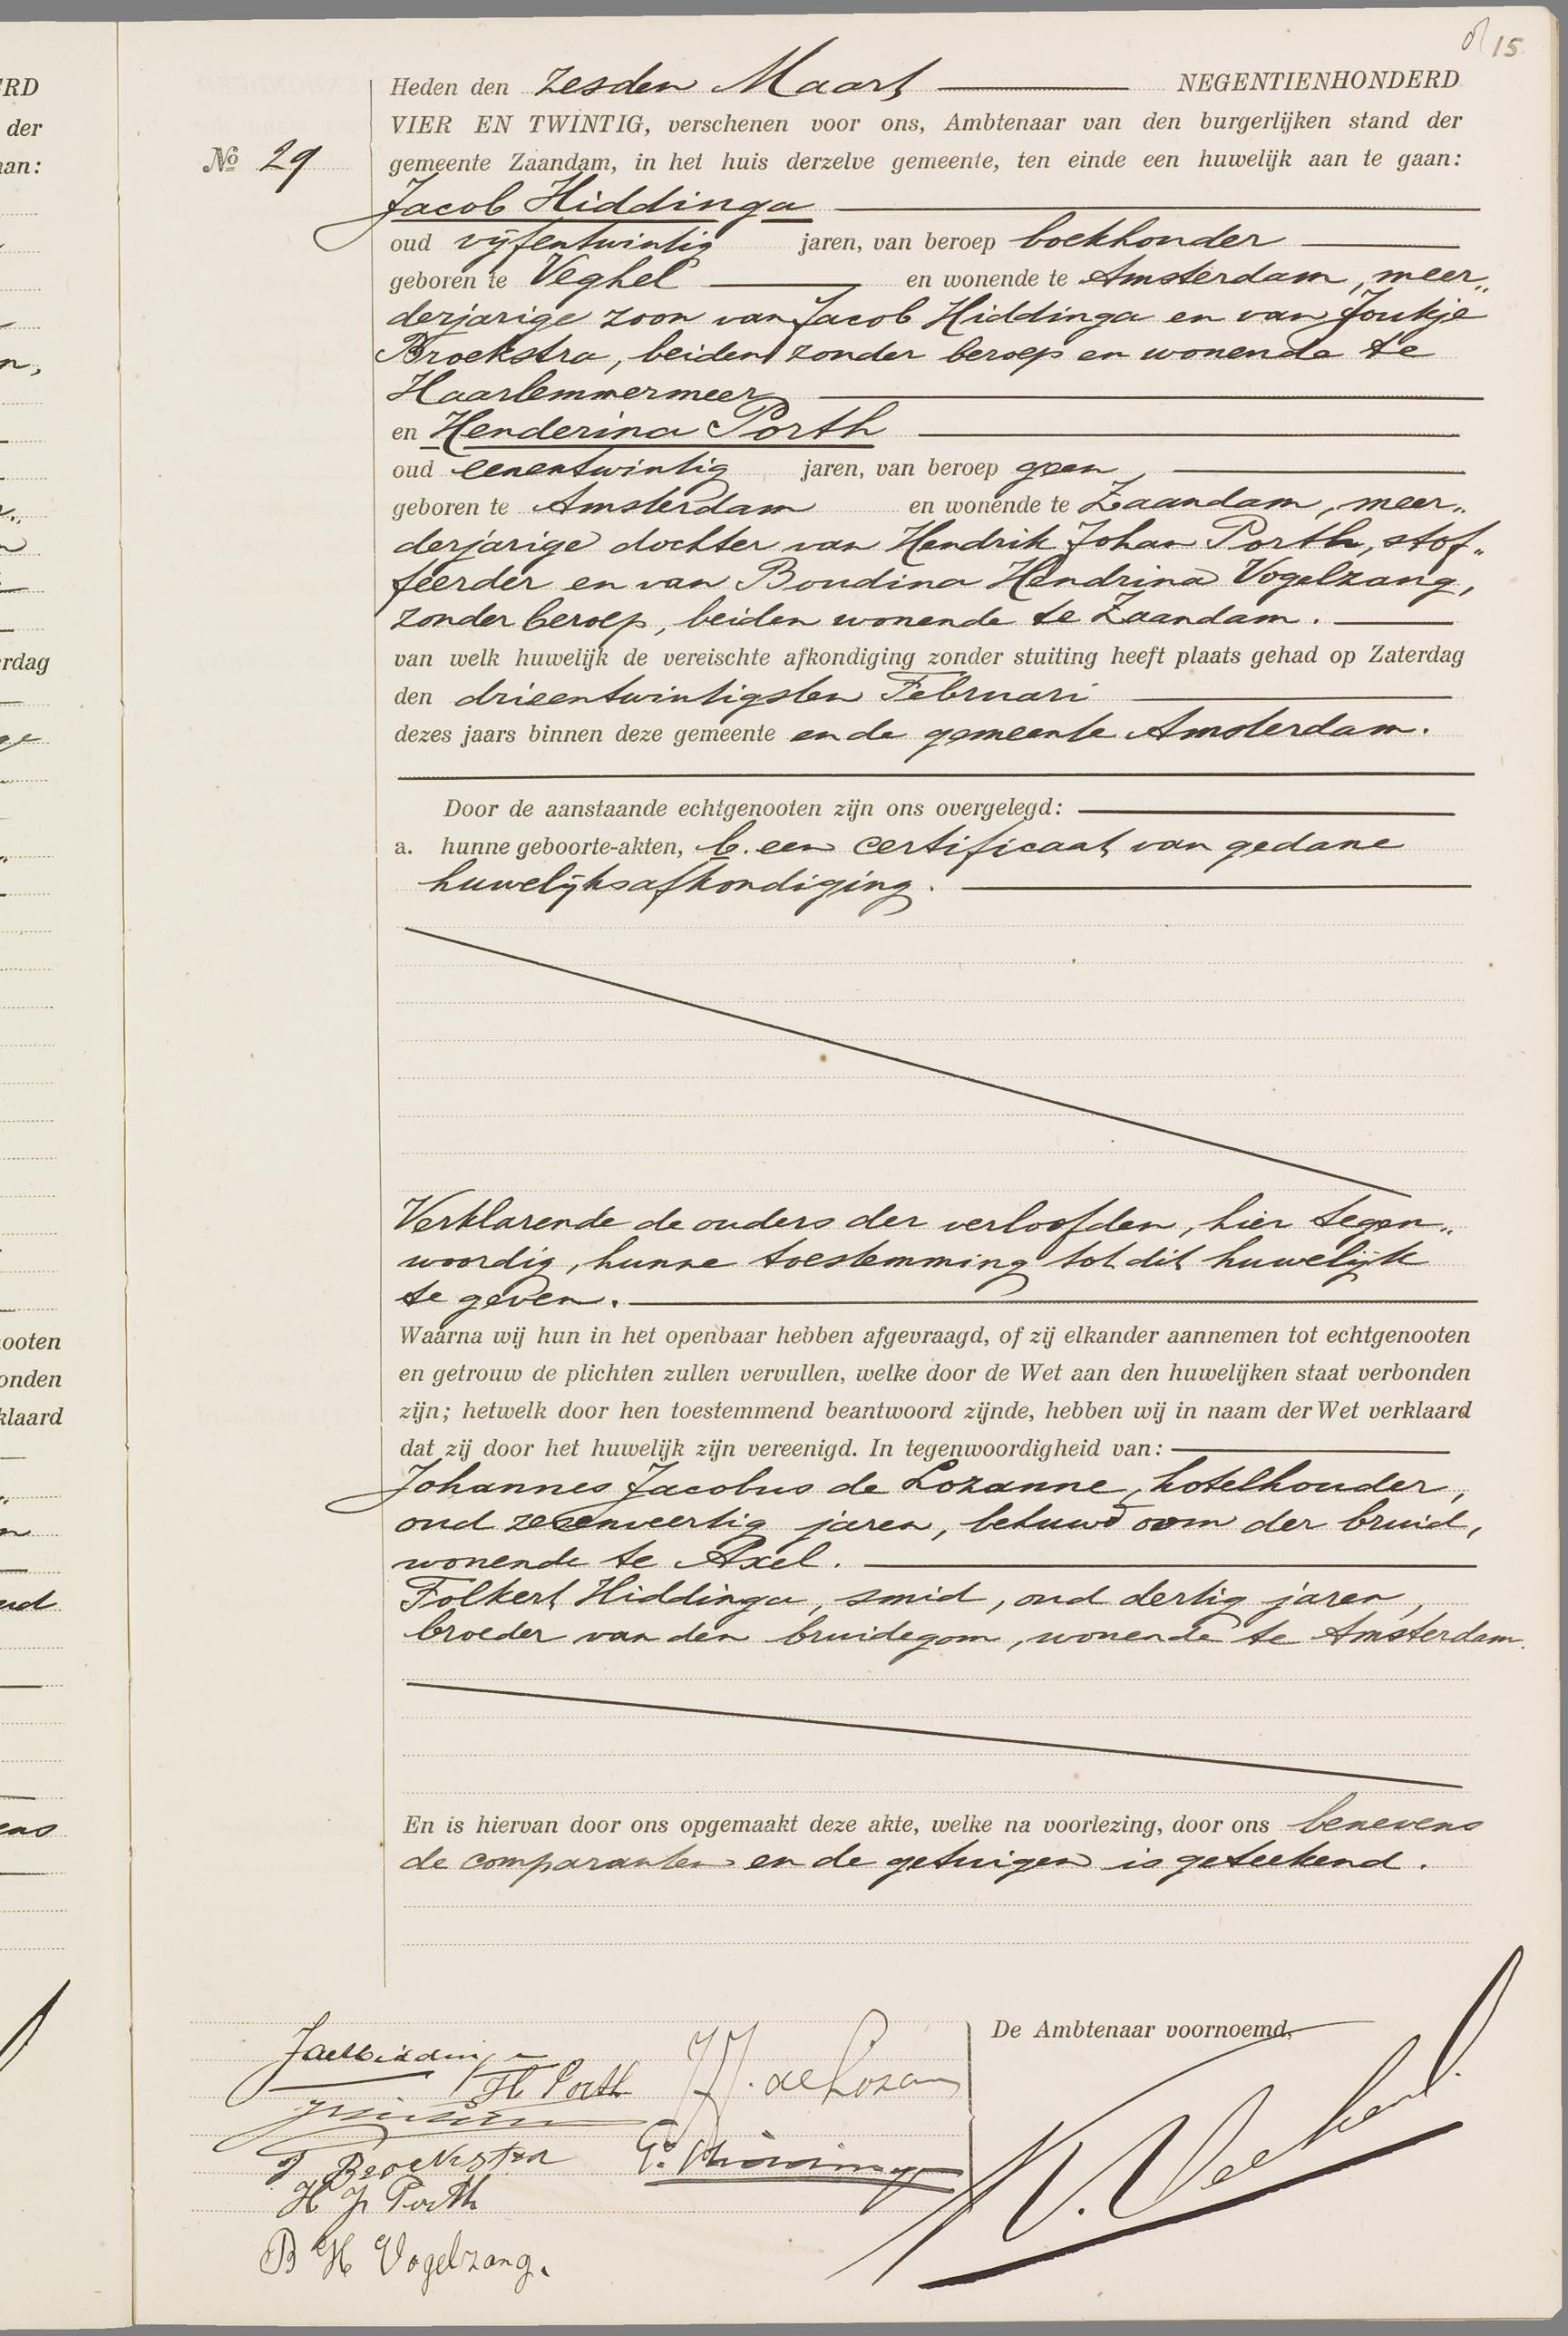 15
RD
der
aan:
rdag
ooten
onden
klaard
Heden den zesden Maart NEGENTIENHONDERD
VIER EN TWINTIG, verschenen voor ons, Ambtenaar van den burgerlijken stand der
No 29
gemeente Zaandam, in het huis derzelve gemeente, ten einde een huwelijk aan te gaan:
Jacob Hiddinga
oud vijfentwintig jaren, van beroep boekhouder
geboren te Veghel en wonende te Amsterdam, meer„
derjarige zoon van Jacob Hiddinga en van Joukje
Broekstra, beiden zonder beroep en wonende te
Haarlemmermeer
en Henderina Porth
oud eenentwintig jaren, van beroep geen,
geboren te Amsterdam en wonende te Zaandam, meer„
derjarige dochter van Hendrik Johan Porth, stof„
feerder en van Boudina Hendrina Vogelzang,
zonder beroep, beiden wonende te Zaandam.
van welk huwelijk de vereischte afkondiging zonder stuiting heeft plaats gehad op Zaterdag
den drieentwintigsten Februari
dezes jaars binnen deze gemeente en de gemeente Amsterdam.
Door de aanstaande echtgenooten zijn ons overgelegd:
a. hunne geboorte-akten, b. een certificaat van gedane
huwelijksafkondiging.
Verklarende de ouders der verloofden, hier tegen„
woordig, hunne toestemming tot dit huwelijk
te geven.
Waarna wij hun in het openbaar hebben afgevraagd, of zij elkander aannemen tot echtgenooten
en getrouw de plichten zullen vervullen, welke door de Wet aan den huwelijken staat verbonden
zijn; hetwelk door hen toestemmend beantwoord zijnde, hebben wij in naam der Wet verklaard
dat zij door het huwelijk zijn vereenigd. In tegenwoordigheid van:
Johannes Jacobus de Lozanne, hotelhouder,
oud zesenveertig jaren, behuwd oom der bruid,
wonende te Axel.
Folkert Hiddinga, smid, oud dertig jaren,
broeder van den bruidegom, wonende te Amsterdam.
En is hiervan door ons opgemaakt deze akte, welke na voorlezing, door ons benevens
de comparanten en de getuigen is geteekend.
De Ambtenaar voornoemd,
Jac Hiddinga
H Porth
J J. de Lozanne
J Broekstra
H J Porth
B H Vogelzang.